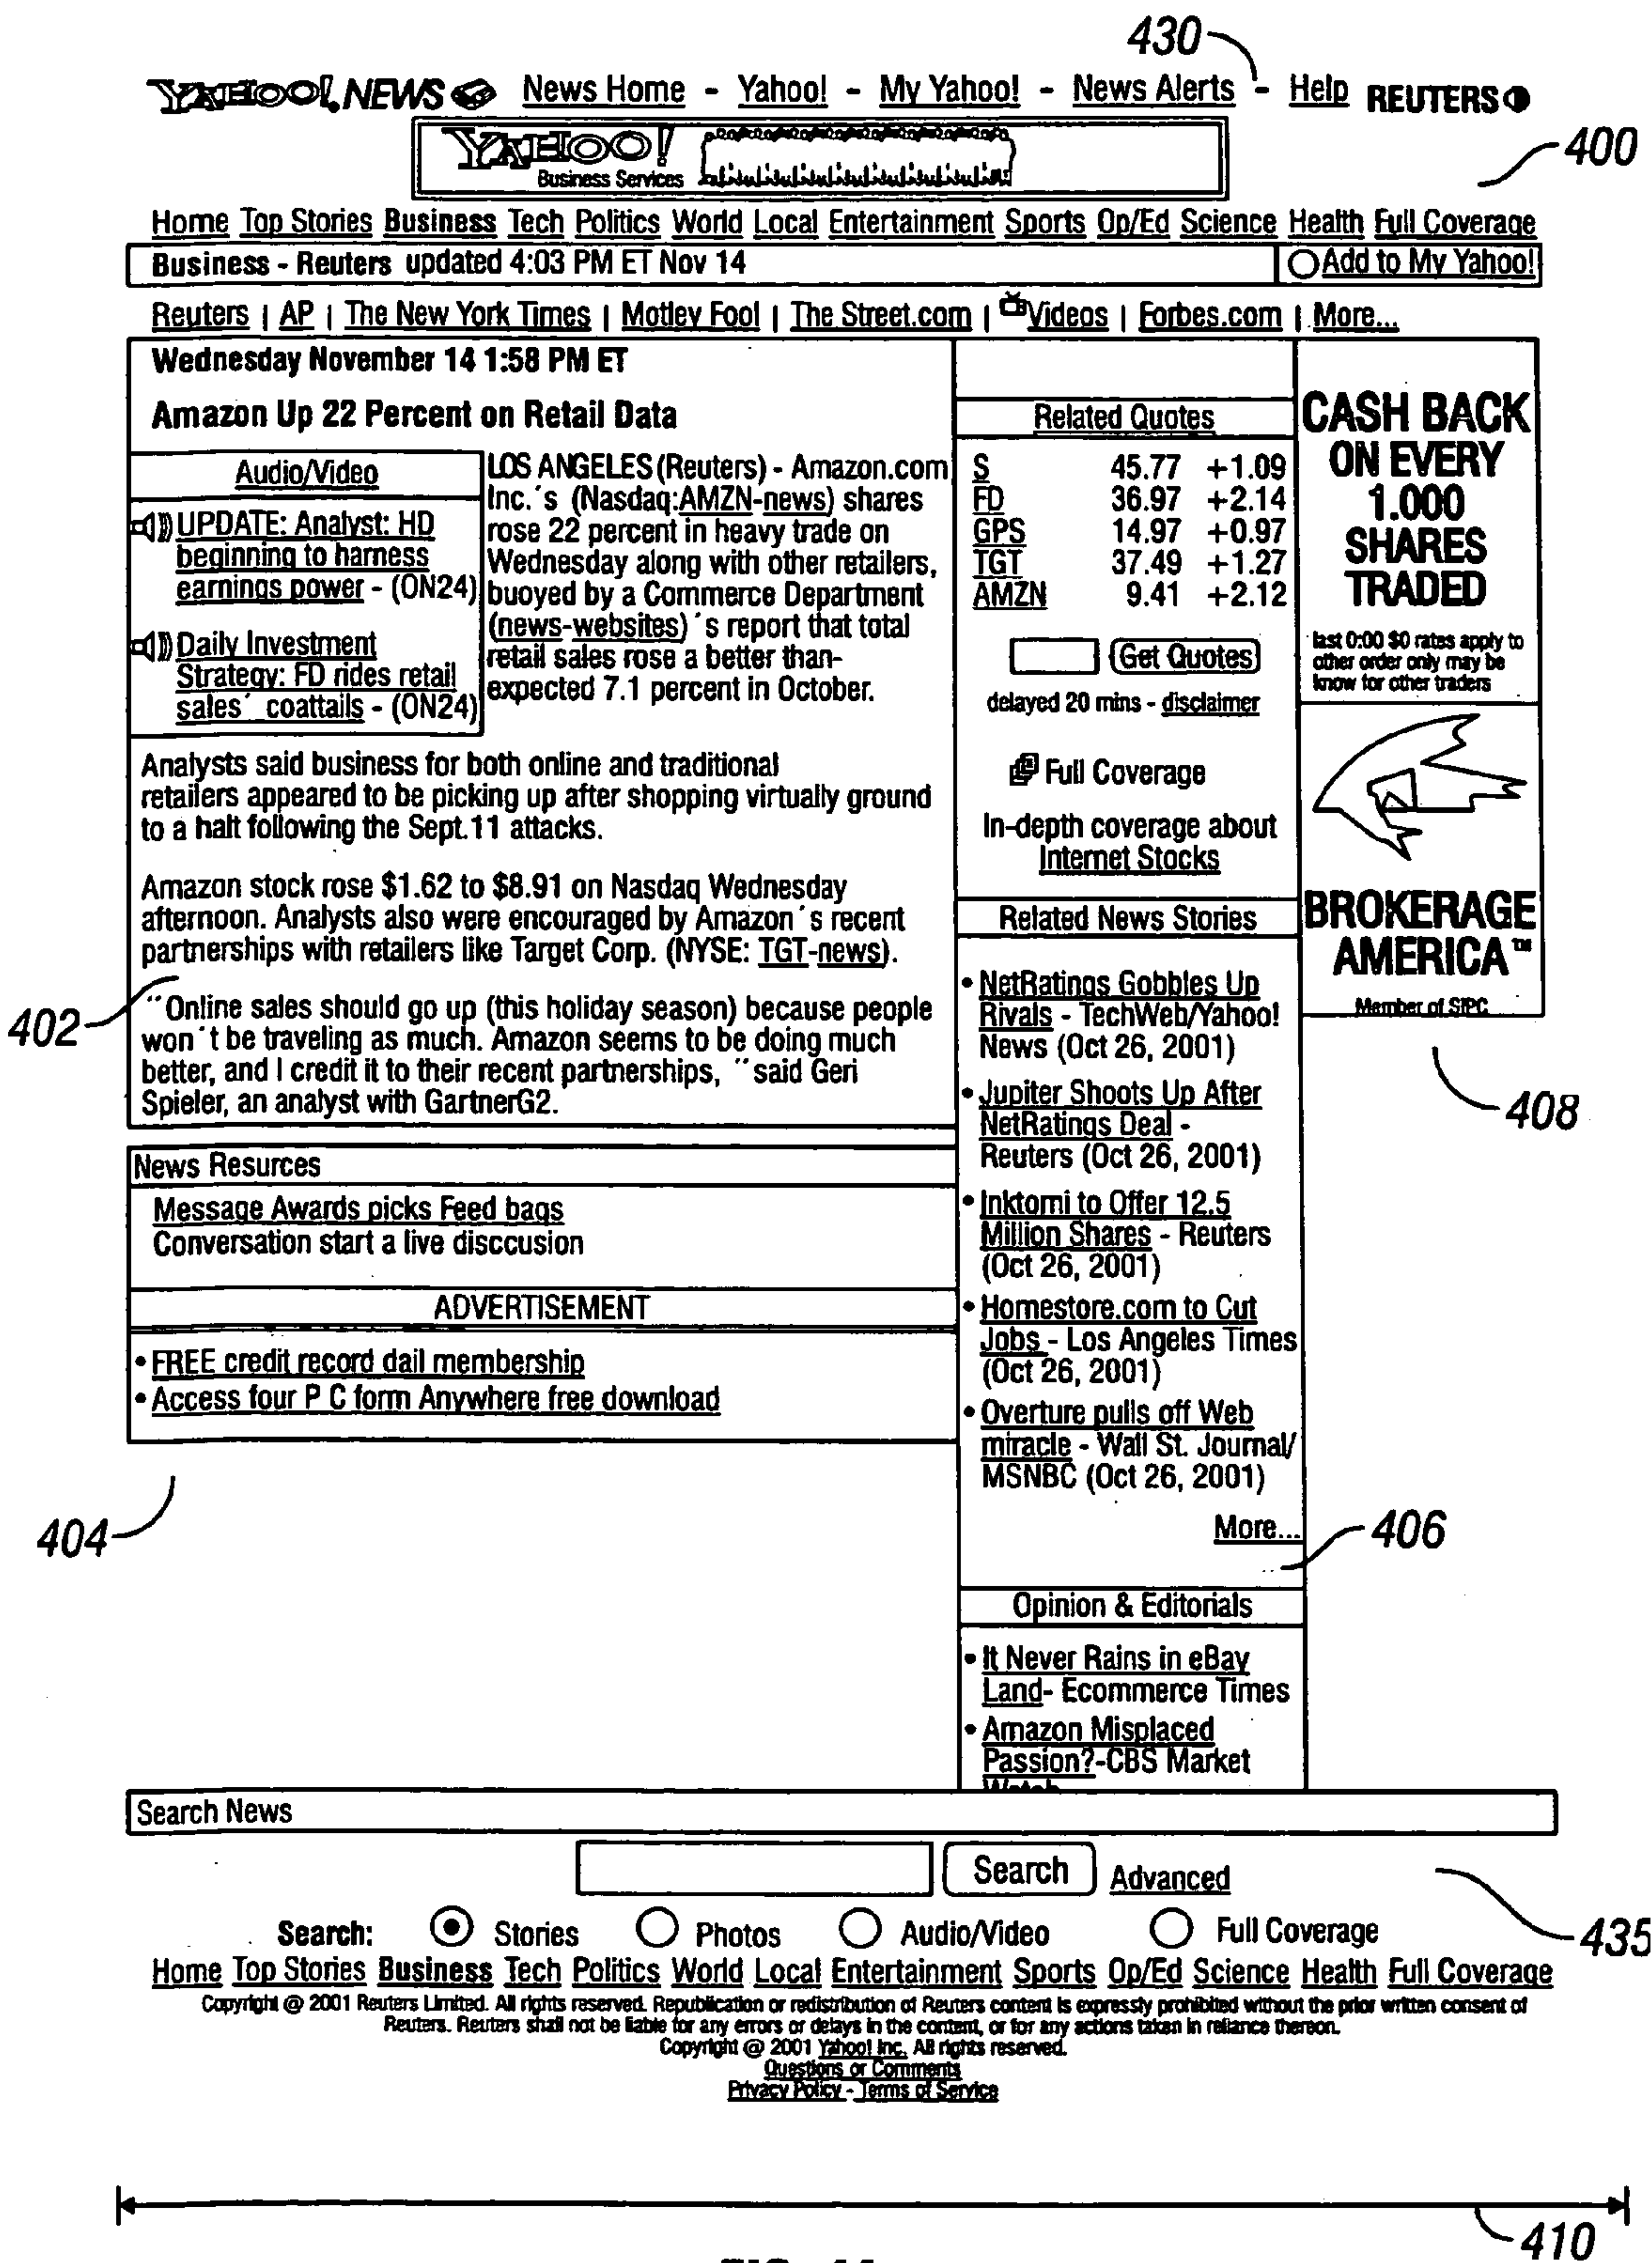 430
YAHOO! NEWS News Home - Yahoo! - My Yahoo! - News Alerts - Help REUTERS
400
YAHOO!
Business Services
Home Top Stories Business Tech Politics World Local Entertainment Sports Op/Ed Science Health Full Coverage
Business - Reuters updated 4:03 PM ET Nov 14
Add to My Yahoo!
Reuters | AP | The New York Times | Motley Fool | The Street.com | Videos | Forbes.com | More...
Wednesday November 14 1:58 PM ET
Amazon Up 22 Percent on Retail Data
Audio/Video
UPDATE: Analyst: HD
beginning to harness
earnings power - (ON24)
Daily Investment
Strategy: FD rides retail
sales´ coattails - (ON24)
LOS ANGELES (Reuters) - Amazon.com
Inc.´s (Nasdaq:AMZN-news) shares
rose 22 percent in heavy trade on
Wednesday along with other retailers,
buoyed by a Commerce Department
(news-websites)´s report that total
retail sales rose a better than-
expected 7.1 percent in October.
Analysts said business for both online and traditional
retailers appeared to be picking up after shopping virtually ground
to a halt following the Sept.11 attacks.
Amazon stock rose $1.62 to $8.91 on Nasdaq Wednesday
afternoon. Analysts also were encouraged by Amazon´s recent
partnerships with retailers like Target Corp. (NYSE: TGT-news).
402
"Online sales should go up (this holiday season) because people
won´t be traveling as much. Amazon seems to be doing much
better, and I credit it to their recent partnerships, "said Geri
Spieler, an analyst with GartnerG2.
News Resurces
Message Awards picks Feed bags
Conversation start a live disccusion
ADVERTISEMENT
• FREE credit record dail membership
• Access four P C form Anywhere free download
404
Related Quotes
S 45.77 +1.09
FD 36.97 +2.14
GPS 14.97 +0.97
TGT 37.49 +1.27
AMZN 9.41 +2.12
Get Quotes
delayed 20 mins - disclaimer
Full Coverage
In-depth coverage about
Internet Stocks
Related News Stories
• NetRatings Gobbles Up
Rivals - TechWeb/Yahoo!
News (Oct 26, 2001)
• Jupiter Shoots Up After
NetRatings Deal -
Reuters (Oct 26, 2001)
• Inktomi to Offer 12.5
Million Shares - Reuters
(Oct 26, 2001)
• Homestore.com to Cut
Jobs - Los Angeles Times
(Oct 26, 2001)
• Overture pulls off Web
miracle - Wall St. Journal/
MSNBC (Oct 26, 2001)
More...
406
Opinion & Editorials
• It Never Rains in eBay
Land- Ecommerce Times
• Amazon Misplaced
Passion?-CBS Market
CASH BACK
ON EVERY
1.000
SHARES
TRADED
last 0:00 $0 rates apply to
other order only may be
know for other traders
BROKERAGE
AMERICA™
Member of SIPC
408
Search News
Search Advanced
435
Search: Stories Photos Audio/Video Full Coverage
Home Top Stories Business Tech Politics World Local Entertainment Sports Op/Ed Science Health Full Coverage
Copyright @ 2001 Reuters Limited. All rights reserved. Republication or redistribution of Reuters content is expressly prohibited without the prior written consent of
Reuters. Reuters shall not be liable for any errors or delays in the content, or for any actions taken in reliance thereon.
Copyright @ 2001 Yahoo! Inc. All rights reserved.
Questions or Comments
Privacy Policy - Terms of Service
410